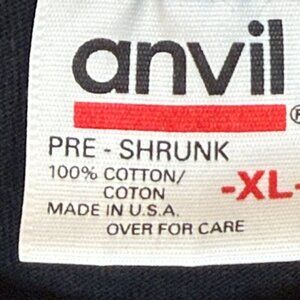 anvil
®
PRE - SHRUNK
100% COTTON/
COTON
-XL-
MADE IN U.S.A.
OVER FOR CARE